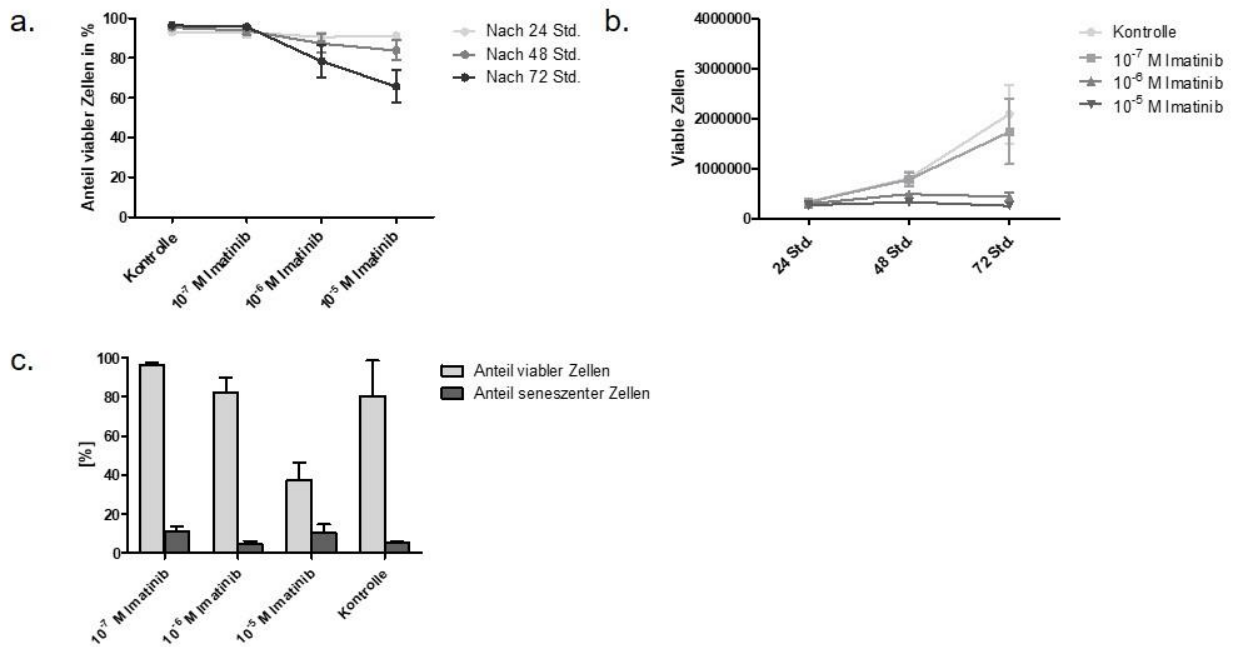 a.
Anteil viabler Zellen in %
100
80
60
40
20
0
Kontrolle
10⁻⁷ M Imatinib
10⁻⁶ M Imatinib
10⁻⁵ M Imatinib
Nach 24 Std.
Nach 48 Std.
Nach 72 Std.
b.
Viable Zellen
4000000
3000000
2000000
1000000
0
24 Std.
48 Std.
72 Std.
Kontrolle
10⁻⁷ M Imatinib
10⁻⁶ M Imatinib
10⁻⁵ M Imatinib
c.
[%]
100
80
60
40
20
0
10⁻⁷ M Imatinib
10⁻⁶ M Imatinib
10⁻⁵ M Imatinib
Kontrolle
Anteil viabler Zellen
Anteil seneszenter Zellen